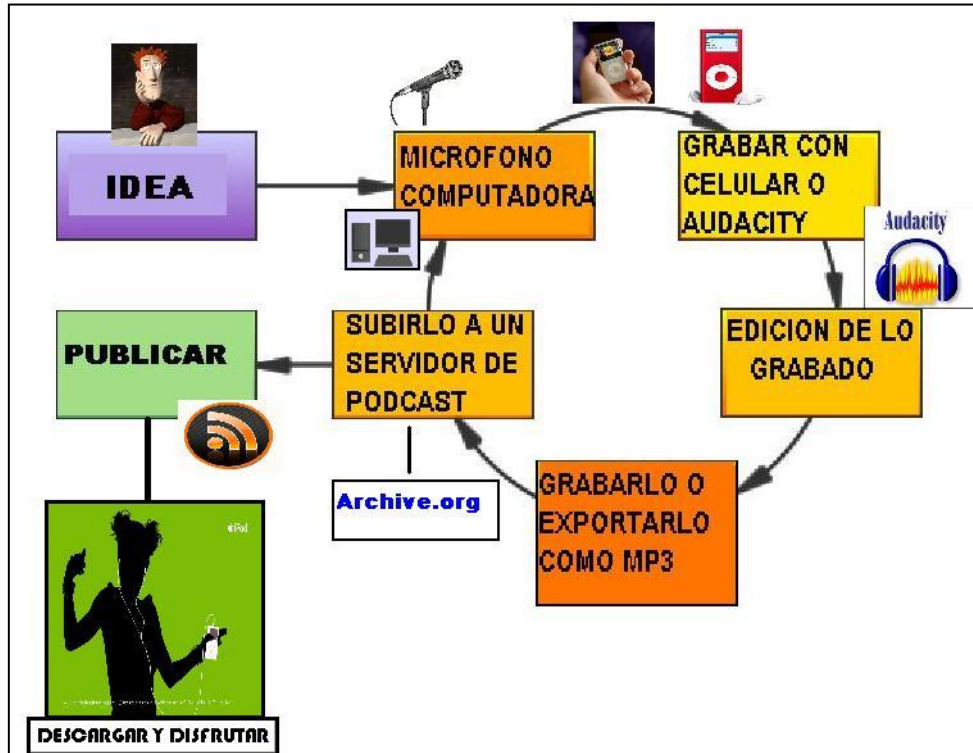 IDEA
MICROFONO
COMPUTADORA
GRABAR CON
CELULAR O
AUDACITY
Audacity
EDICION DE LO
GRABADO
GRABARLO O
EXPORTARLO
COMO MP3
SUBIRLO A UN
SERVIDOR DE
PODCAST
Archive.org
PUBLICAR
iPod
DESCARGAR Y DISFRUTAR